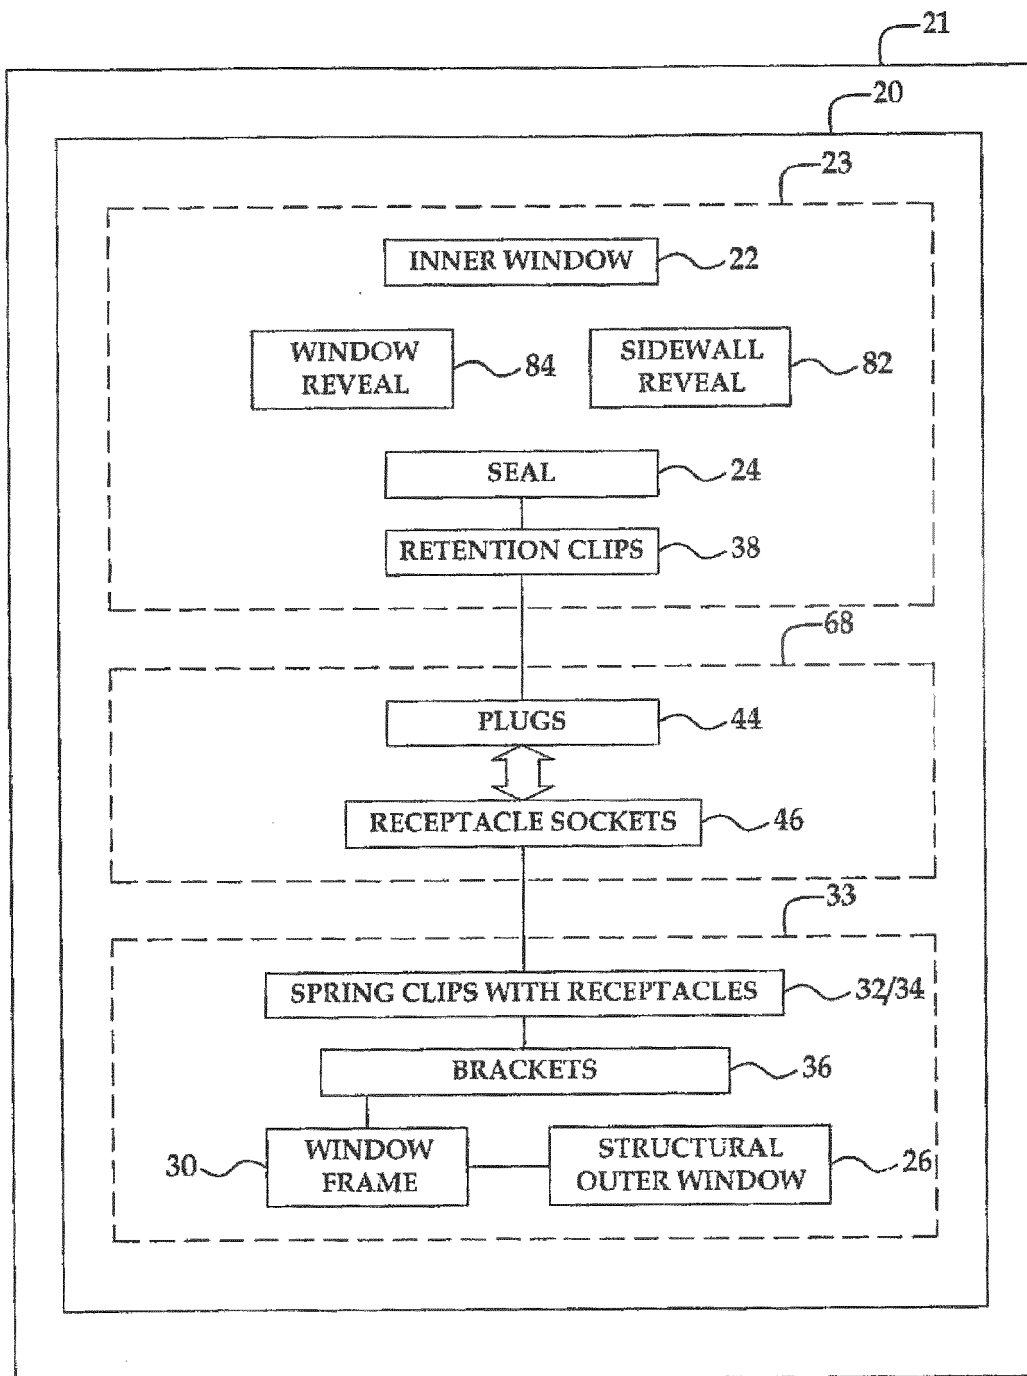 21
20
23
INNER WINDOW
22
WINDOW
REVEAL
84
SIDEWALL
REVEAL
82
SEAL
24
RETENTION CLIPS
38
68
PLUGS
44
RECEPTACLE SOCKETS
46
33
SPRING CLIPS WITH RECEPTACLES
32/34
BRACKETS
36
30
WINDOW
FRAME
STRUCTURAL
OUTER WINDOW
26